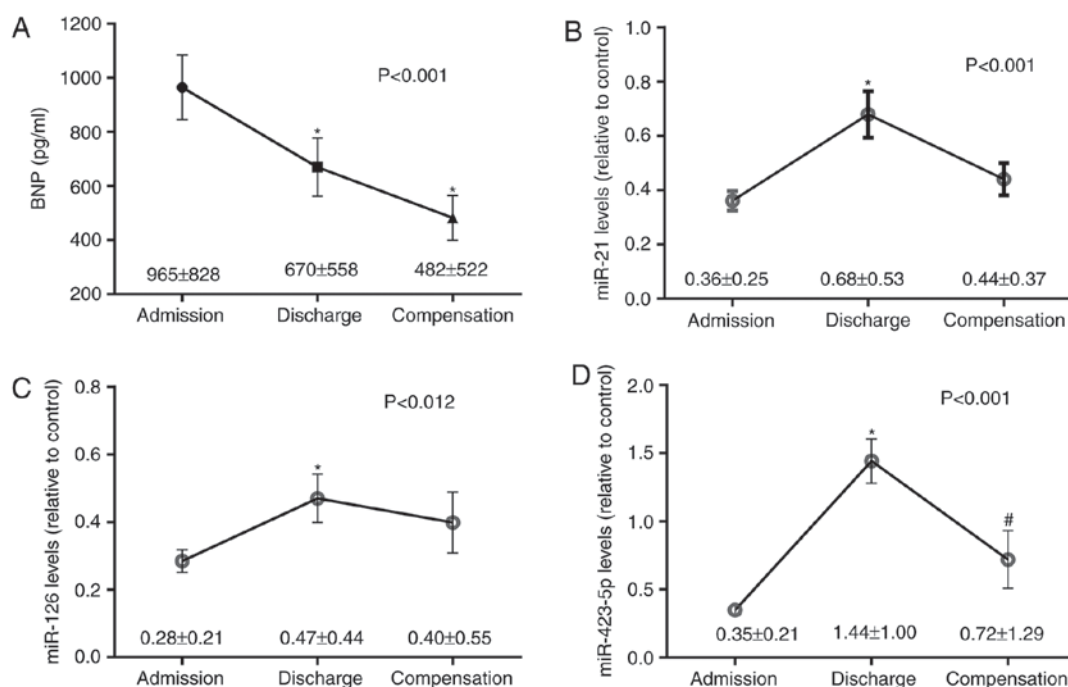 A
BNP (pg/ml)
1200
1000
800
600
400
200
P<0.001
*
*
965±828
670±558
482±522
Admission
Discharge
Compensation
B
miR-21 levels (relative to control)
1.0
0.8
0.6
0.4
0.2
0.0
P<0.001
*
0.36±0.25
0.68±0.53
0.44±0.37
Admission
Discharge
Compensation
C
miR-126 levels (relative to control)
0.8
0.6
0.4
0.2
0.0
P<0.012
*
0.28±0.21
0.47±0.44
0.40±0.55
Admission
Discharge
Compensation
D
miR-423-5p levels (relative to control)
2.0
1.5
1.0
0.5
0.0
P<0.001
*
#
0.35±0.21
1.44±1.00
0.72±1.29
Admission
Discharge
Compensation